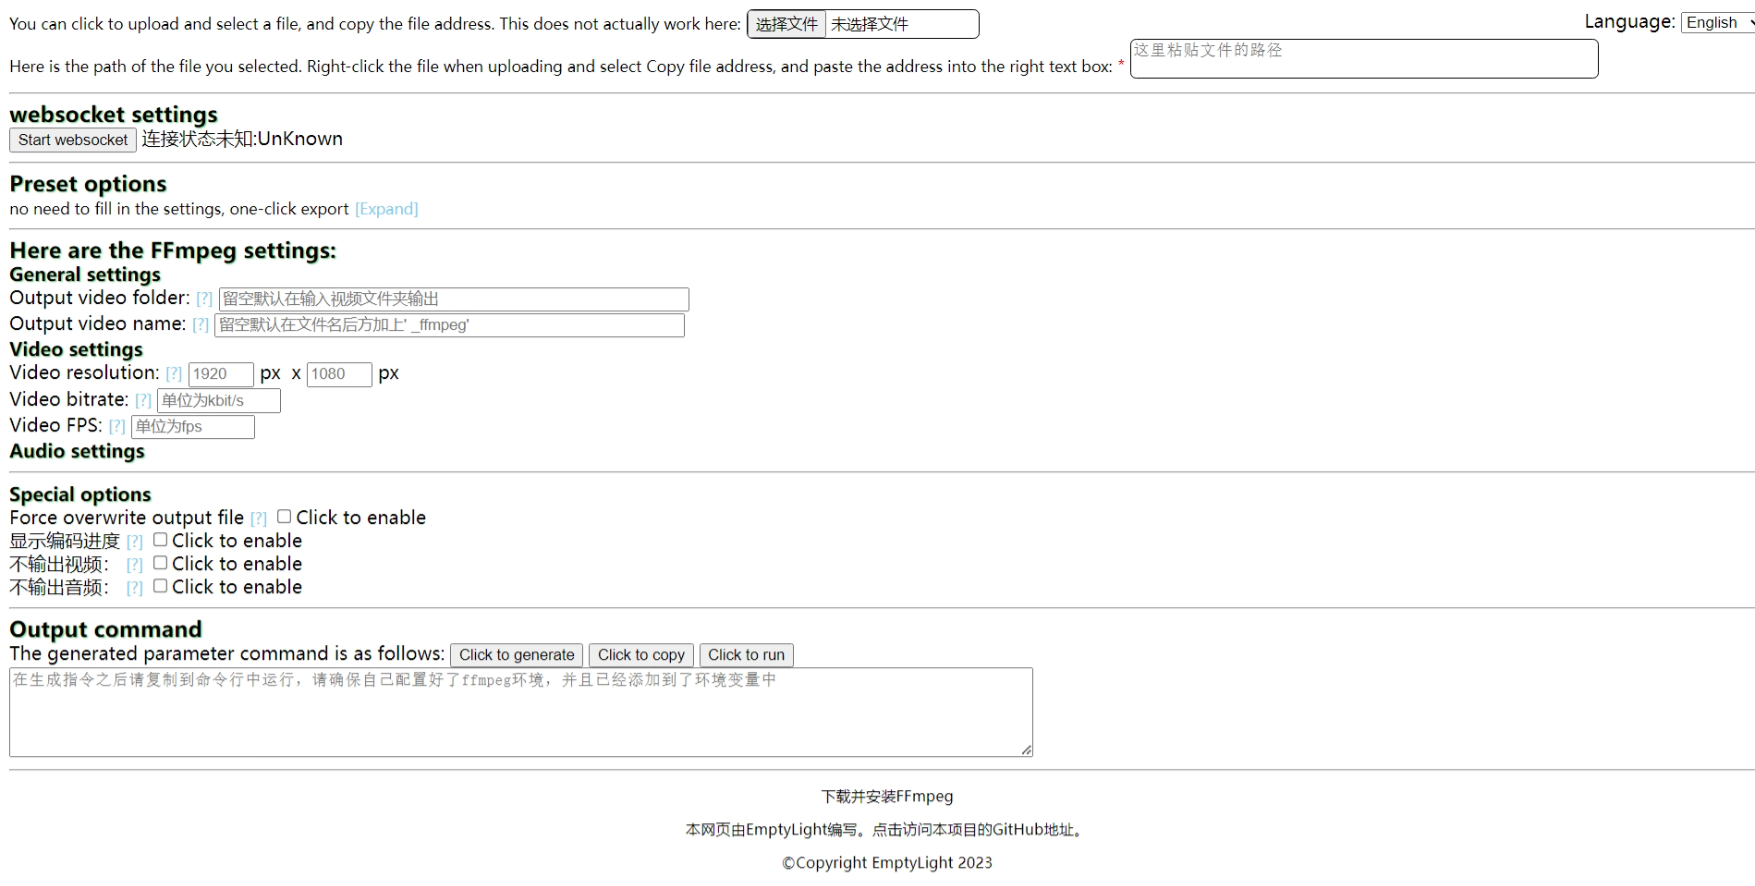 You can click to upload and select a file, and copy the file address. This does not actually work here: 选择文件 未选择文件
Language: English
Here is the path of the file you selected. Right-click the file when uploading and select Copy file address, and paste the address into the right text box: * 这里粘贴文件的路径
websocket settings
Start websocket 连接状态未知:UnKnown
Preset options
no need to fill in the settings, one-click export [Expand]
Here are the FFmpeg settings:
General settings
Output video folder: [?] 留空默认在输入视频文件夹输出
Output video name: [?] 留空默认在文件名后方加上' _ffmpeg'
Video settings
Video resolution: [?] 1920 px x 1080 px
Video bitrate: [?] 单位为kbit/s
Video FPS: [?] 单位为fps
Audio settings
Special options
Force overwrite output file [?] Click to enable
显示编码进度 [?] Click to enable
不输出视频： [?] Click to enable
不输出音频： [?] Click to enable
Output command
The generated parameter command is as follows: Click to generate Click to copy Click to run
在生成指令之后请复制到命令行中运行，请确保自己配置好了ffmpeg环境，并且已经添加到了环境变量中
下载并安装FFmpeg
本网页由EmptyLight编写。点击访问本项目的GitHub地址。
©Copyright EmptyLight 2023